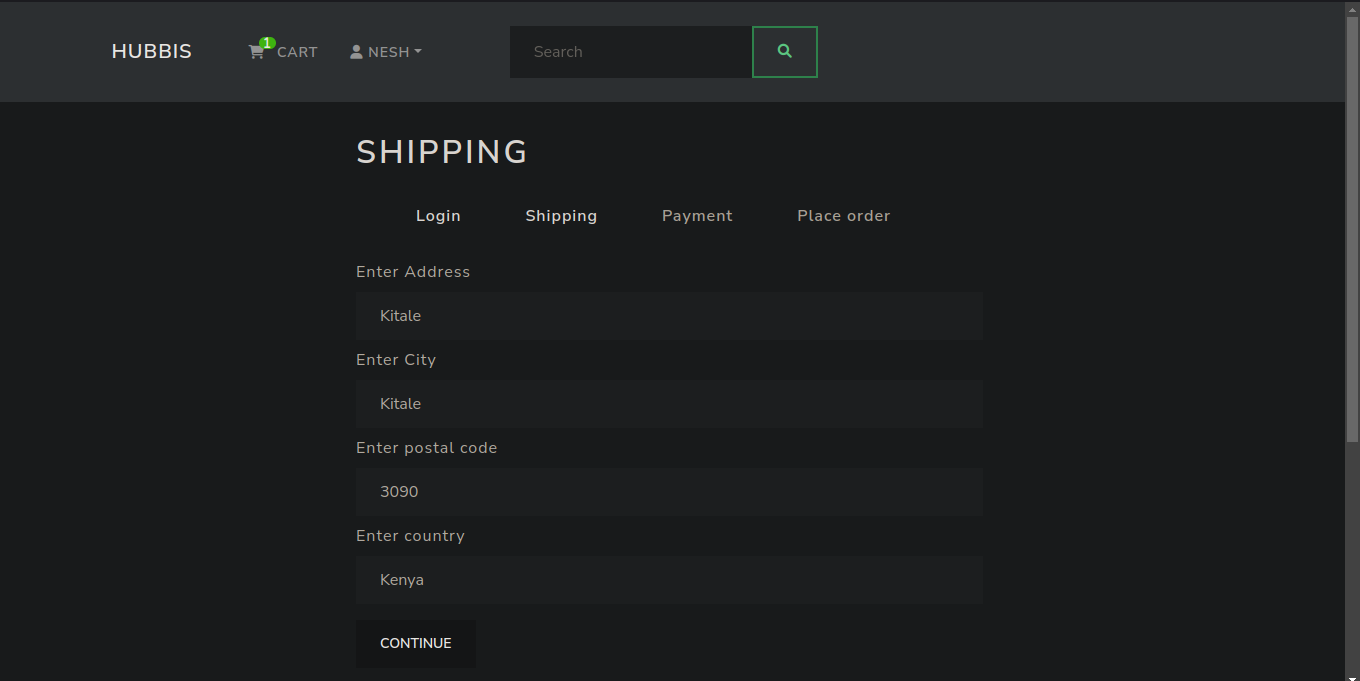 HUBBIS 1 CART NESH Search
SHIPPING
Login Shipping Payment Place order
Enter Address
Kitale
Enter City
Kitale
Enter postal code
3090
Enter country
Kenya
CONTINUE